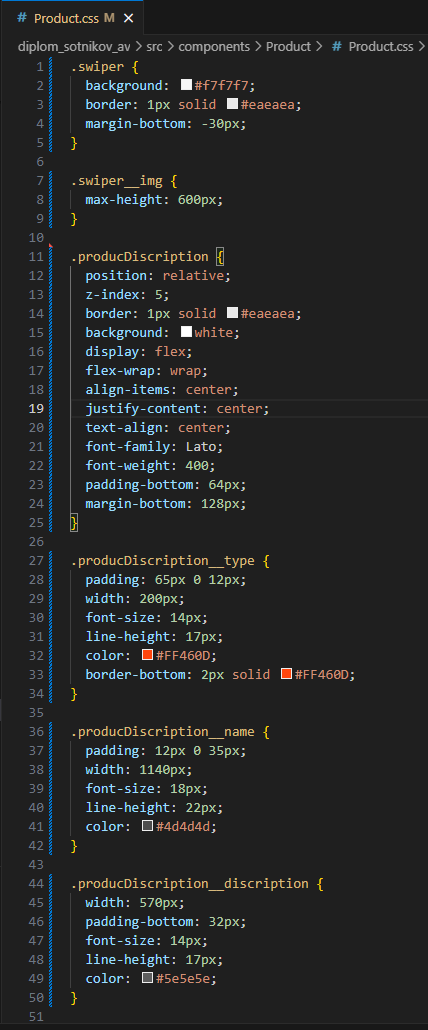 # Product.css M ×
diplom_sotnikov_av > src > components > Product > # Product.css >
1 .swiper {
2 background: #f7f7f7;
3 border: 1px solid #eaeaea;
4 margin-bottom: -30px;
5 }
6
7 .swiper__img {
8 max-height: 600px;
9 }
10
11 .producDiscription {
12 position: relative;
13 z-index: 5;
14 border: 1px solid #eaeaea;
15 background: white;
16 display: flex;
17 flex-wrap: wrap;
18 align-items: center;
19 justify-content: center;
20 text-align: center;
21 font-family: Lato;
22 font-weight: 400;
23 padding-bottom: 64px;
24 margin-bottom: 128px;
25 }
26
27 .producDiscription__type {
28 padding: 65px 0 12px;
29 width: 200px;
30 font-size: 14px;
31 line-height: 17px;
32 color: #FF460D;
33 border-bottom: 2px solid #FF460D;
34 }
35
36 .producDiscription__name {
37 padding: 12px 0 35px;
38 width: 1140px;
39 font-size: 18px;
40 line-height: 22px;
41 color: #4d4d4d;
42 }
43
44 .producDiscription__discription {
45 width: 570px;
46 padding-bottom: 32px;
47 font-size: 14px;
48 line-height: 17px;
49 color: #5e5e5e;
50 }
51